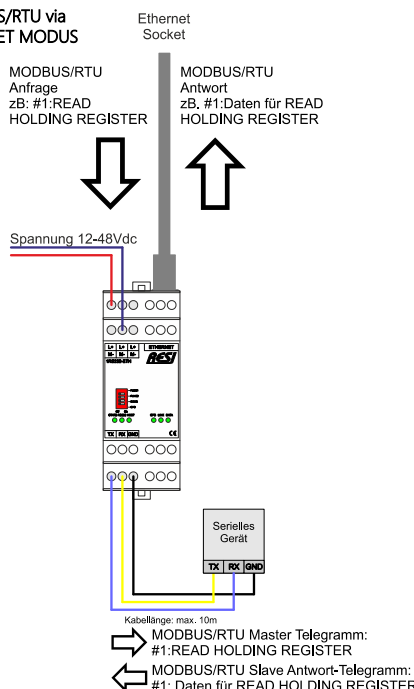 S/RTU via
ET MODUS
Ethernet
Socket
MODBUS/RTU
Anfrage
zB: #1:READ
HOLDING REGISTER
MODBUS/RTU
Antwort
zB. #1:Daten für READ
HOLDING REGISTER
Spannung 12-48Vdc
L+ L+ L+ ETHERNET
M- M- M- RESI
TX RX GND CE
Serielles
Gerät
TX RX GND
Kabellänge: max. 10m
MODBUS/RTU Master Telegramm:
#1:READ HOLDING REGISTER
MODBUS/RTU Slave Antwort-Telegramm:
#1: Daten für READ HOLDING REGISTER